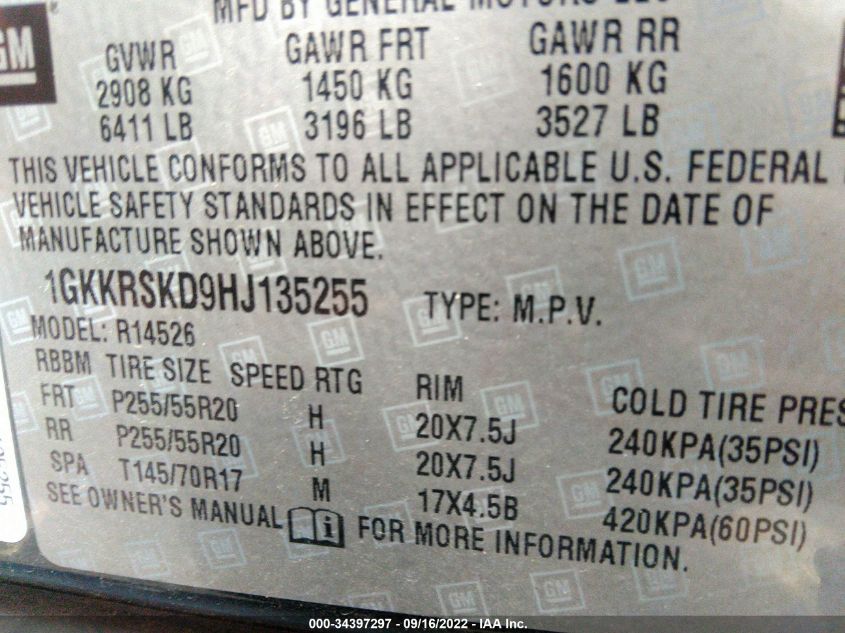 MFD BY GENERAL MOTORS LLC
GM
GVWR GAWR FRT GAWR RR
2908 KG 1450 KG 1600 KG
6411 LB 3196 LB 3527 LB
THIS VEHICLE CONFORMS TO ALL APPLICABLE U.S. FEDERAL
VEHICLE SAFETY STANDARDS IN EFFECT ON THE DATE OF
MANUFACTURE SHOWN ABOVE.
1GKKRSKD9HJ135255 TYPE: M.P.V.
MODEL: R14526
RBBM TIRE SIZE SPEED RTG RIM COLD TIRE PRES
FRT P255/55R20 H 20X7.5J 240KPA(35PSI)
RR P255/55R20 H 20X7.5J 240KPA(35PSI)
SPA T145/70R17 M 17X4.5B 420KPA(60PSI)
SEE OWNER'S MANUAL i FOR MORE INFORMATION.
000-34397297 - 09/16/2022 - IAA Inc.